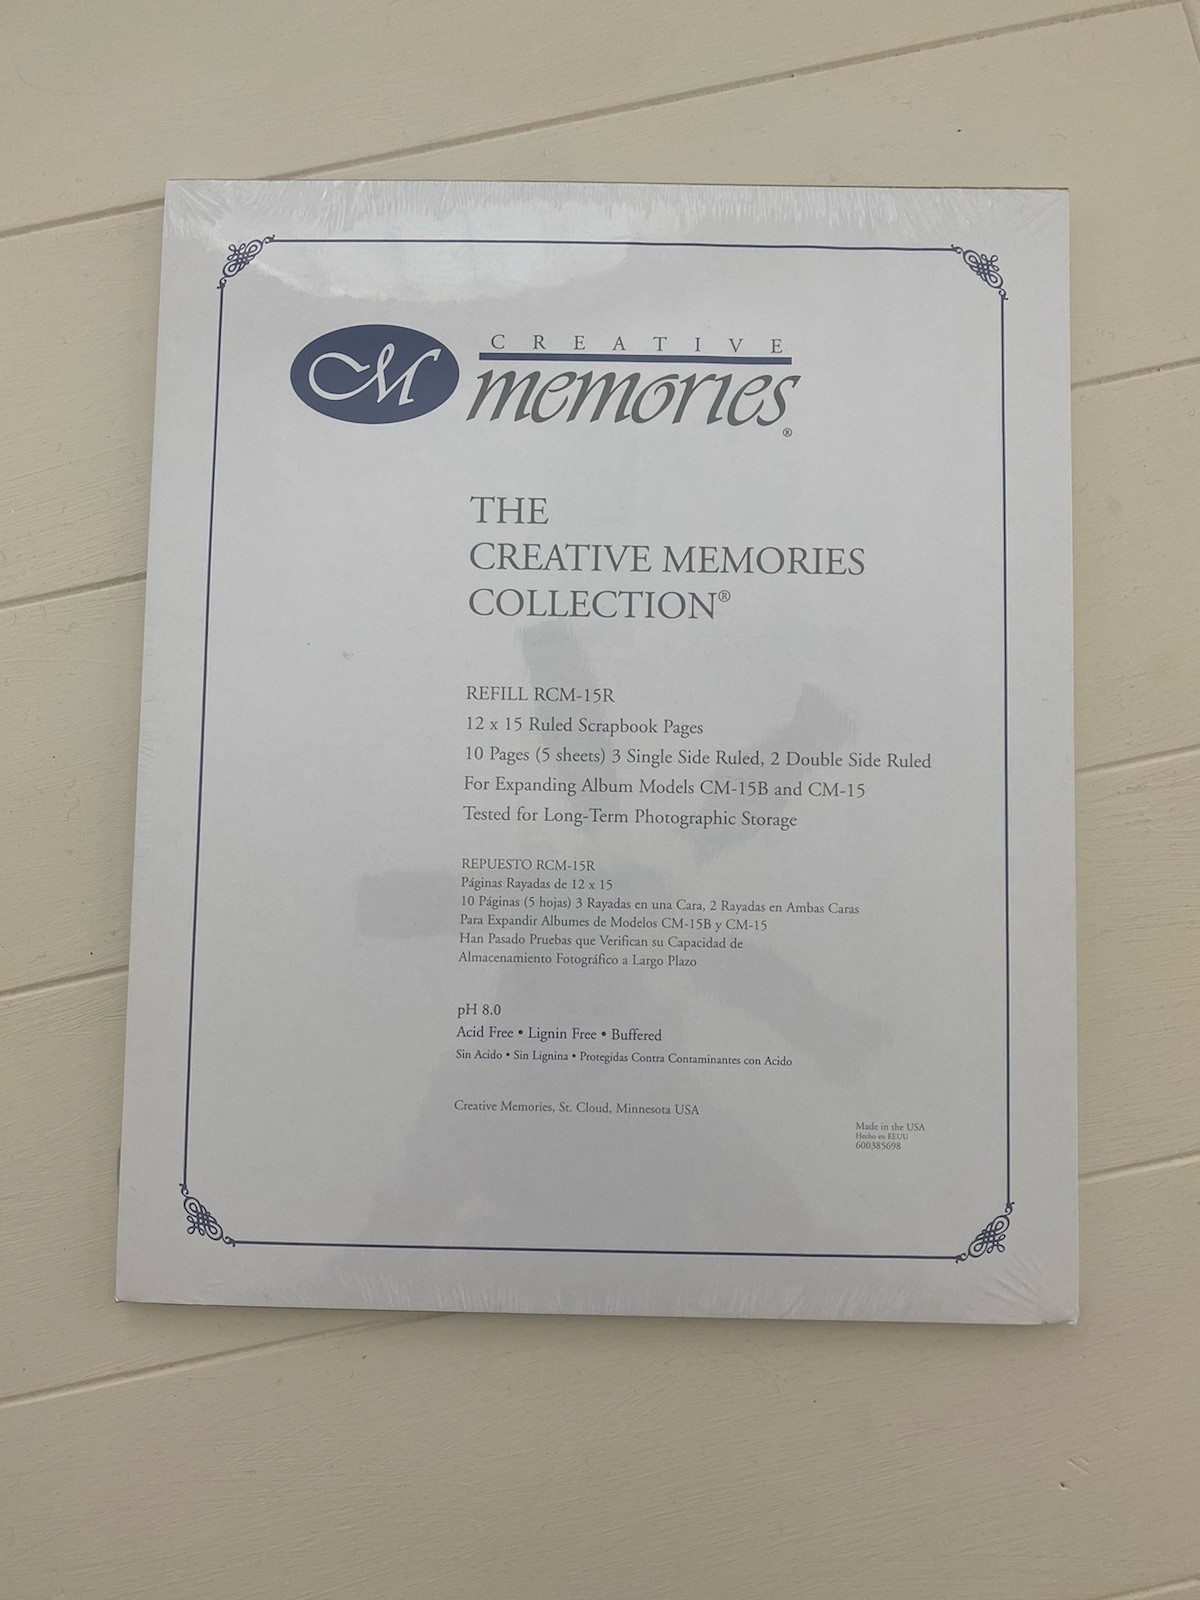 CM
CREATIVE
memories®
THE
CREATIVE MEMORIES
COLLECTION®
REFILL RCM-15R
12 x 15 Ruled Scrapbook Pages
10 Pages (5 sheets) 3 Single Side Ruled, 2 Double Side Ruled
For Expanding Album Models CM-15B and CM-15
Tested for Long-Term Photographic Storage
REPUESTO RCM-15R
Páginas Rayadas de 12 x 15
10 Páginas (5 hojas) 3 Rayadas en una Cara, 2 Rayadas en Ambas Caras
Para Expandir Albumes de Modelos CM-15B y CM-15
Han Pasado Pruebas que Verifican su Capacidad de
Almacenamiento Fotográfico a Largo Plazo
pH 8.0
Acid Free • Lignin Free • Buffered
Sin Acido • Sin Lignina • Protegidas Contra Contaminantes con Acido
Creative Memories, St. Cloud, Minnesota USA
Made in the USA
Hecho en EEUU
600385698